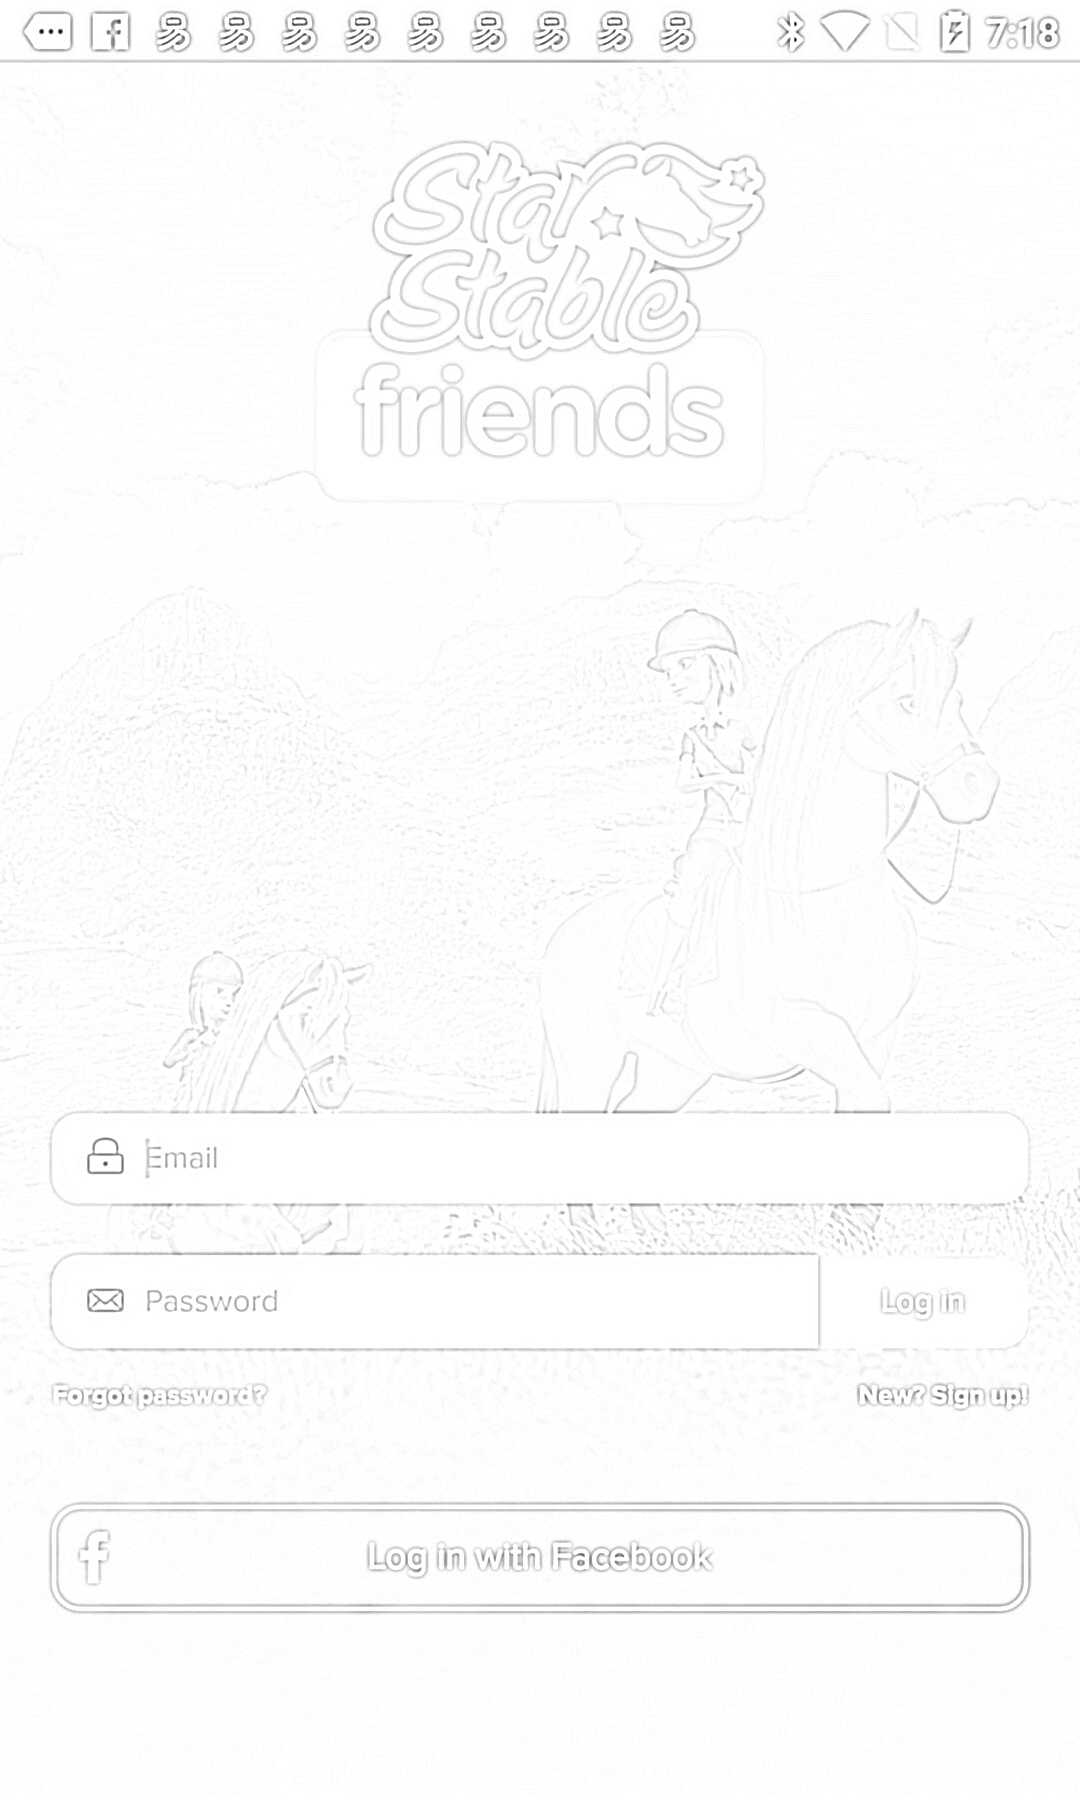 7:18
Star
Stable
friends
Email
Password
Log in
Forgot password?
New? Sign up!
Log in with Facebook